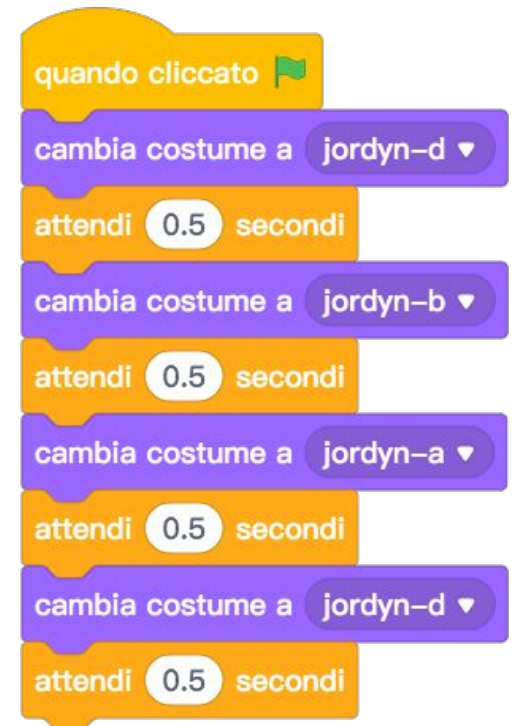 quando cliccato
cambia costume a jordyn–d
attendi 0.5 secondi
cambia costume a jordyn–b
attendi 0.5 secondi
cambia costume a jordyn–a
attendi 0.5 secondi
cambia costume a jordyn–d
attendi 0.5 secondi